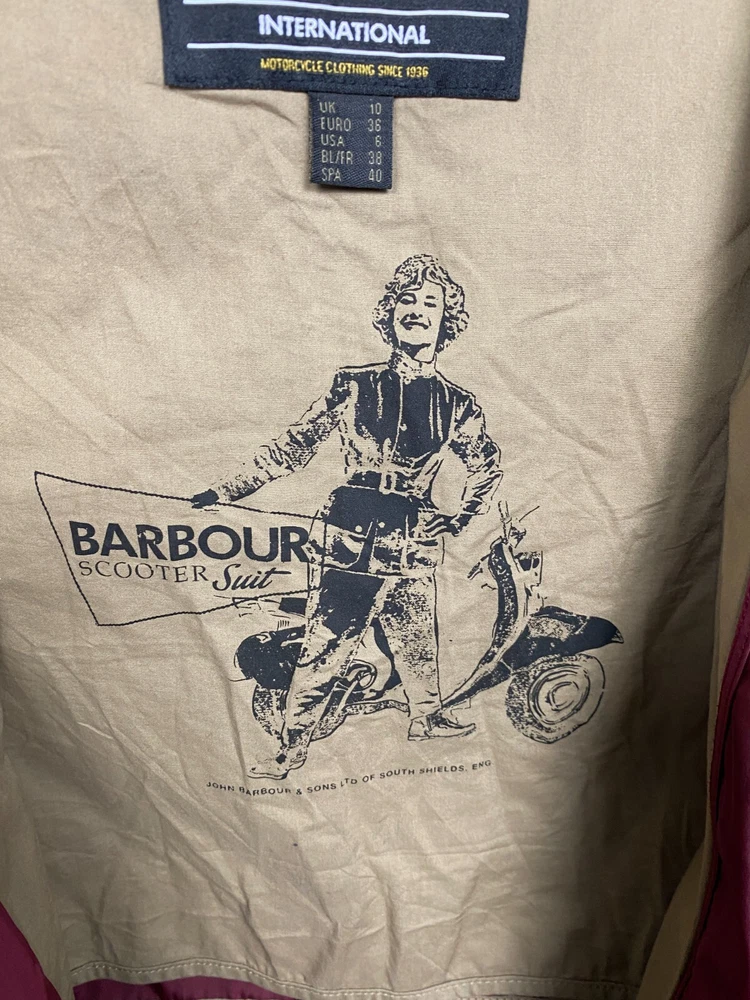 INTERNATIONAL
MOTORCYCLE CLOTHING SINCE 1936
UK 10
EURO 36
USA 6
BL/FR 38
SPA 40
BARBOUR
SCOOTER Suit
JOHN BARBOUR & SONS LTD OF SOUTH SHIELDS. ENG